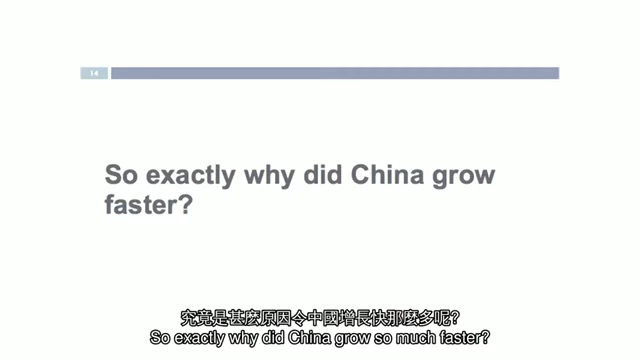 14
So exactly why did China grow
faster?
究竟是甚麼原因令中國增長快那麼多呢?
So exactly why did China grow so much faster?